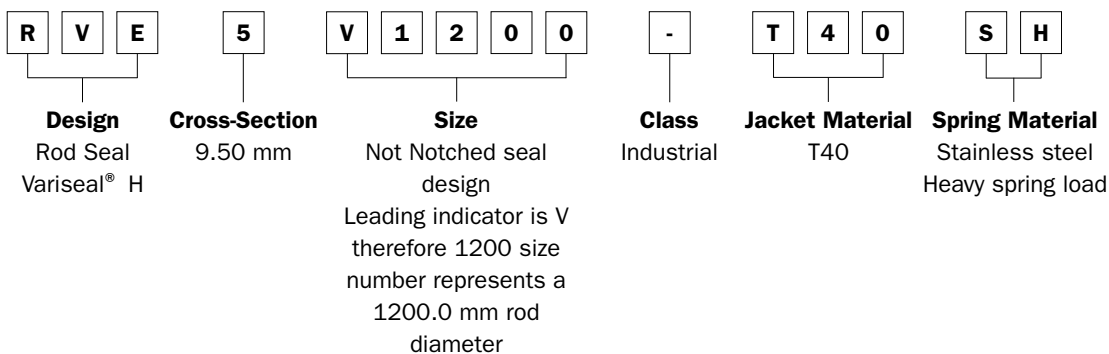 R V E 5 V 1 2 0 0 - T 4 0 S H
Design Cross-Section Size Class Jacket Material Spring Material
Rod Seal 9.50 mm Not Notched seal Industrial T40 Stainless steel
Variseal® H design Heavy spring load
Leading indicator is V
therefore 1200 size
number represents a
1200.0 mm rod
diameter